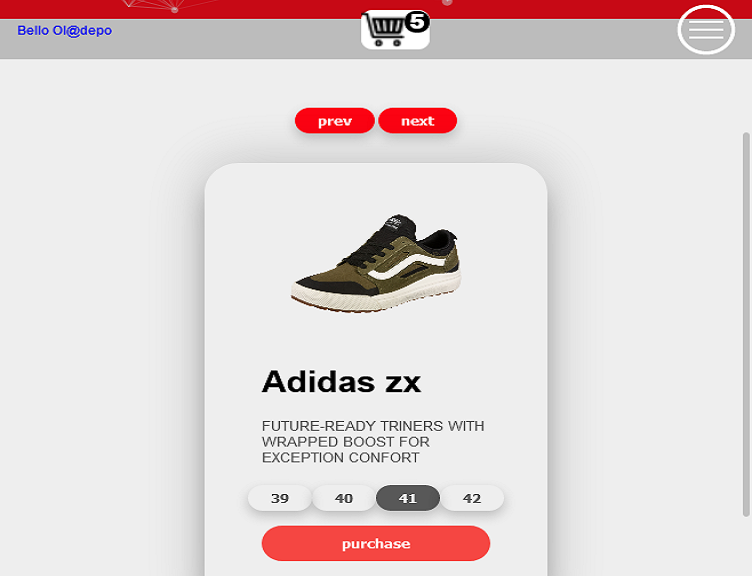 Bello Ol@depo
5
prev next
Adidas zx
FUTURE-READY TRINERS WITH
WRAPPED BOOST FOR
EXCEPTION CONFORT
39 40 41 42
purchase